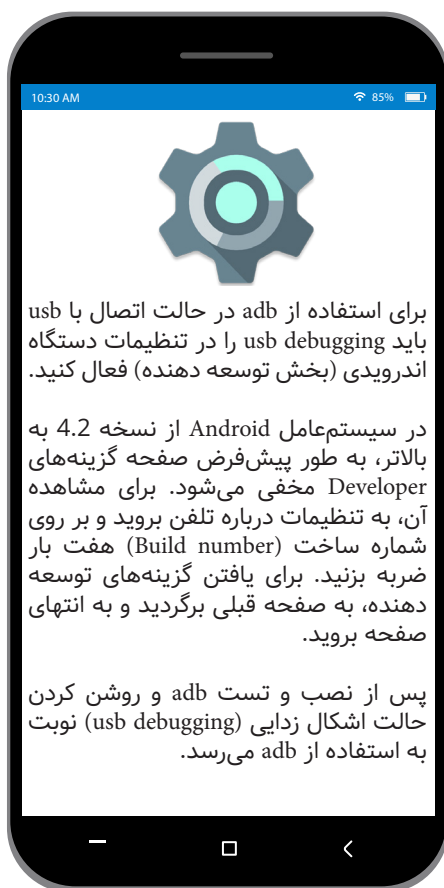 10:30 AM
85%
برای استفاده از adb در حالت اتصال با usb
باید usb debugging را در تنظیمات دستگاه
اندرویدی (بخش توسعه دهنده) فعال کنید.
در سیستم‌عامل Android از نسخه 4.2 به
بالاتر، به طور پیش‌فرض صفحه گزینه‌های
Developer مخفی می‌شود. برای مشاهده
آن، به تنظیمات درباره تلفن بروید و بر روی
شماره ساخت (Build number) هفت بار
ضربه بزنید. برای یافتن گزینه‌های توسعه
دهنده، به صفحه قبلی برگردید و به انتهای
صفحه بروید.
پس از نصب و تست adb و روشن کردن
حالت اشکال زدایی (usb debugging) نوبت
به استفاده از adb می‌رسد.